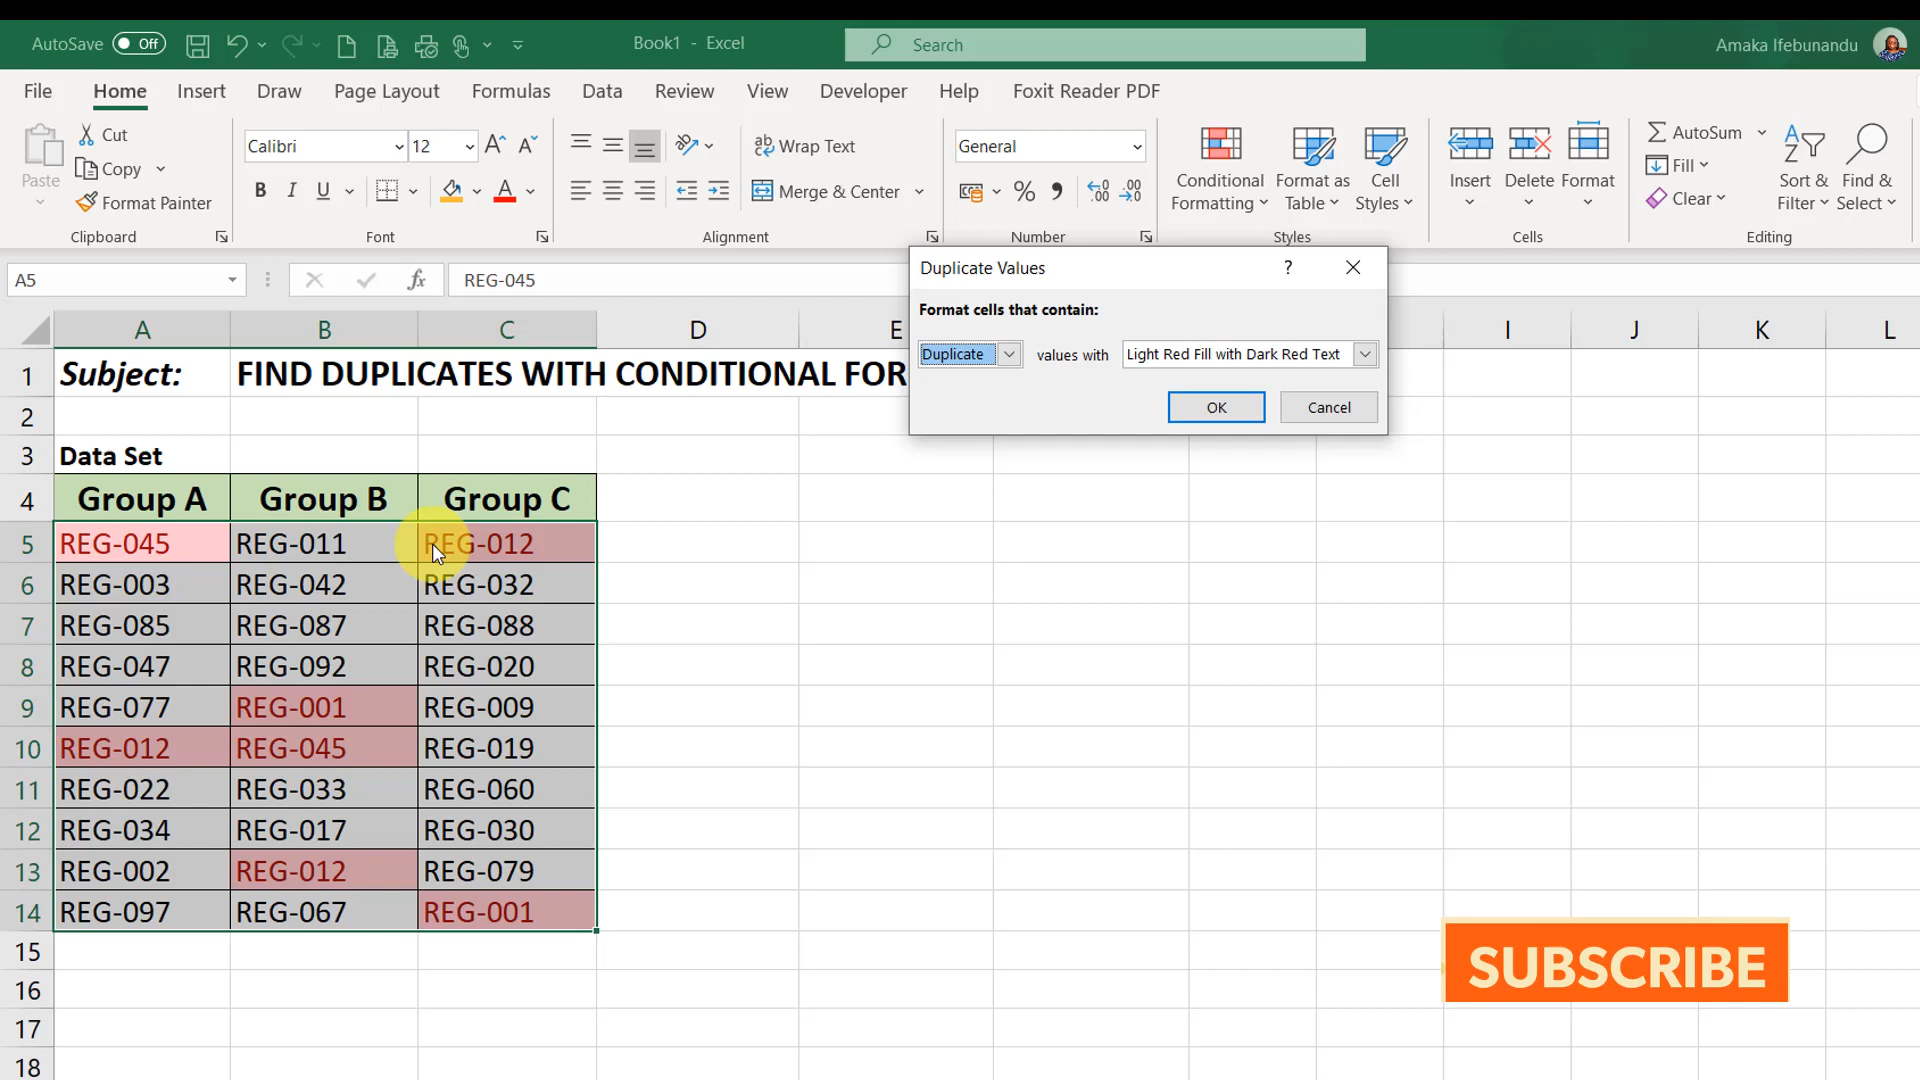 AutoSave Off Book1 - Excel Search Amaka Ifebunandu
File Home Insert Draw Page Layout Formulas Data Review View Developer Help Foxit Reader PDF
Paste Cut Copy Format Painter
Clipboard
Calibri 12
B I U A
Font
Wrap Text
Merge & Center
Alignment
General
Number
Conditional Formatting
Format as Table
Cell Styles
Styles
Insert Delete Format
Cells
AutoSum
Fill
Clear
Sort & Filter
Find & Select
Editing
A5 fx REG-045
Duplicate Values ?
Format cells that contain:
Duplicate values with Light Red Fill with Dark Red Text
OK Cancel
A B C D E I J K L
1 Subject: FIND DUPLICATES WITH CONDITIONAL FOR
2
3 Data Set
4 Group A Group B Group C
5 REG-045 REG-011 REG-012
6 REG-003 REG-042 REG-032
7 REG-085 REG-087 REG-088
8 REG-047 REG-092 REG-020
9 REG-077 REG-001 REG-009
10 REG-012 REG-045 REG-019
11 REG-022 REG-033 REG-060
12 REG-034 REG-017 REG-030
13 REG-002 REG-012 REG-079
14 REG-097 REG-067 REG-001
15
16
17
18
SUBSCRIBE